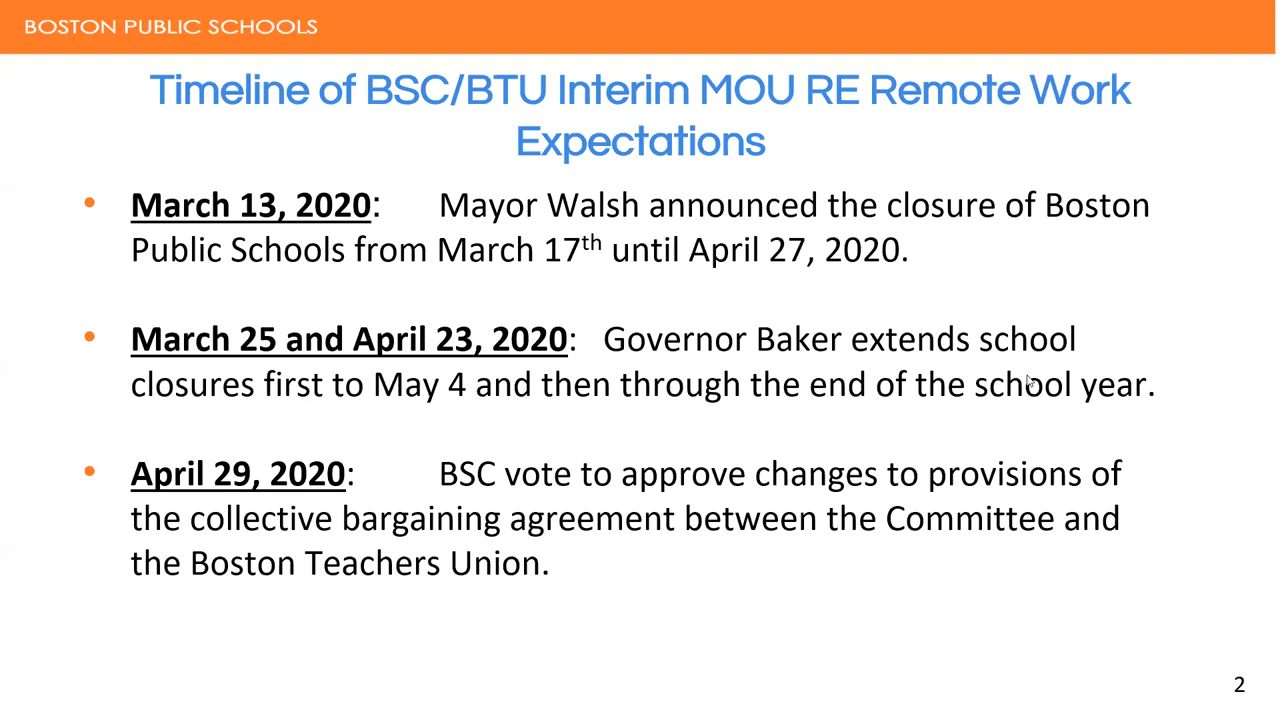 BOSTON PUBLIC SCHOOLS
Timeline of BSC/BTU Interim MOU RE Remote Work
Expectations
• March 13, 2020: Mayor Walsh announced the closure of Boston
Public Schools from March 17th until April 27, 2020.
• March 25 and April 23, 2020: Governor Baker extends school
closures first to May 4 and then through the end of the school year.
• April 29, 2020: BSC vote to approve changes to provisions of
the collective bargaining agreement between the Committee and
the Boston Teachers Union.
2